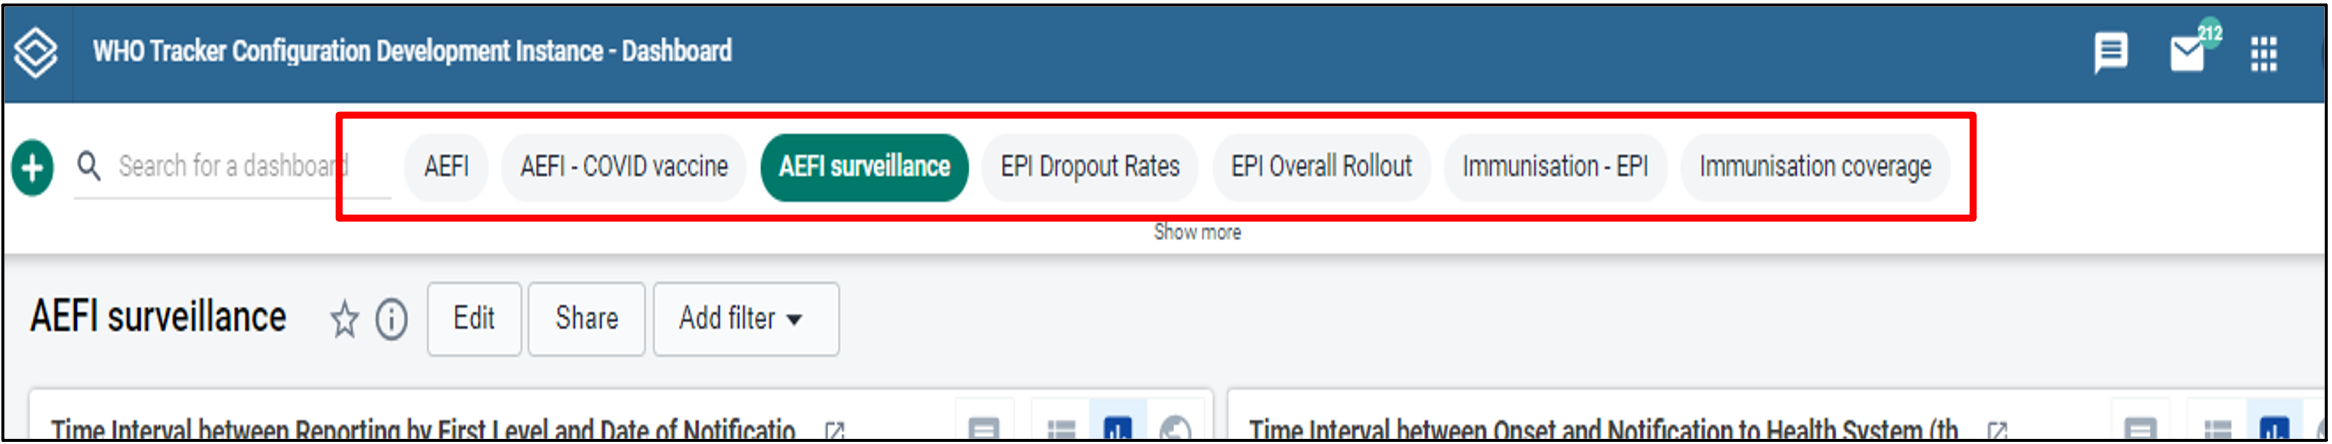 WHO Tracker Configuration Development Instance - Dashboard
212
Search for a dashboard
AEFI
AEFI - COVID vaccine
AEFI surveillance
EPI Dropout Rates
EPI Overall Rollout
Immunisation - EPI
Immunisation coverage
Show more
AEFI surveillance
Edit
Share
Add filter
Time Interval between Reporting by First Level and Date of Notificatio
Time Interval between Onset and Notification to Health System (th